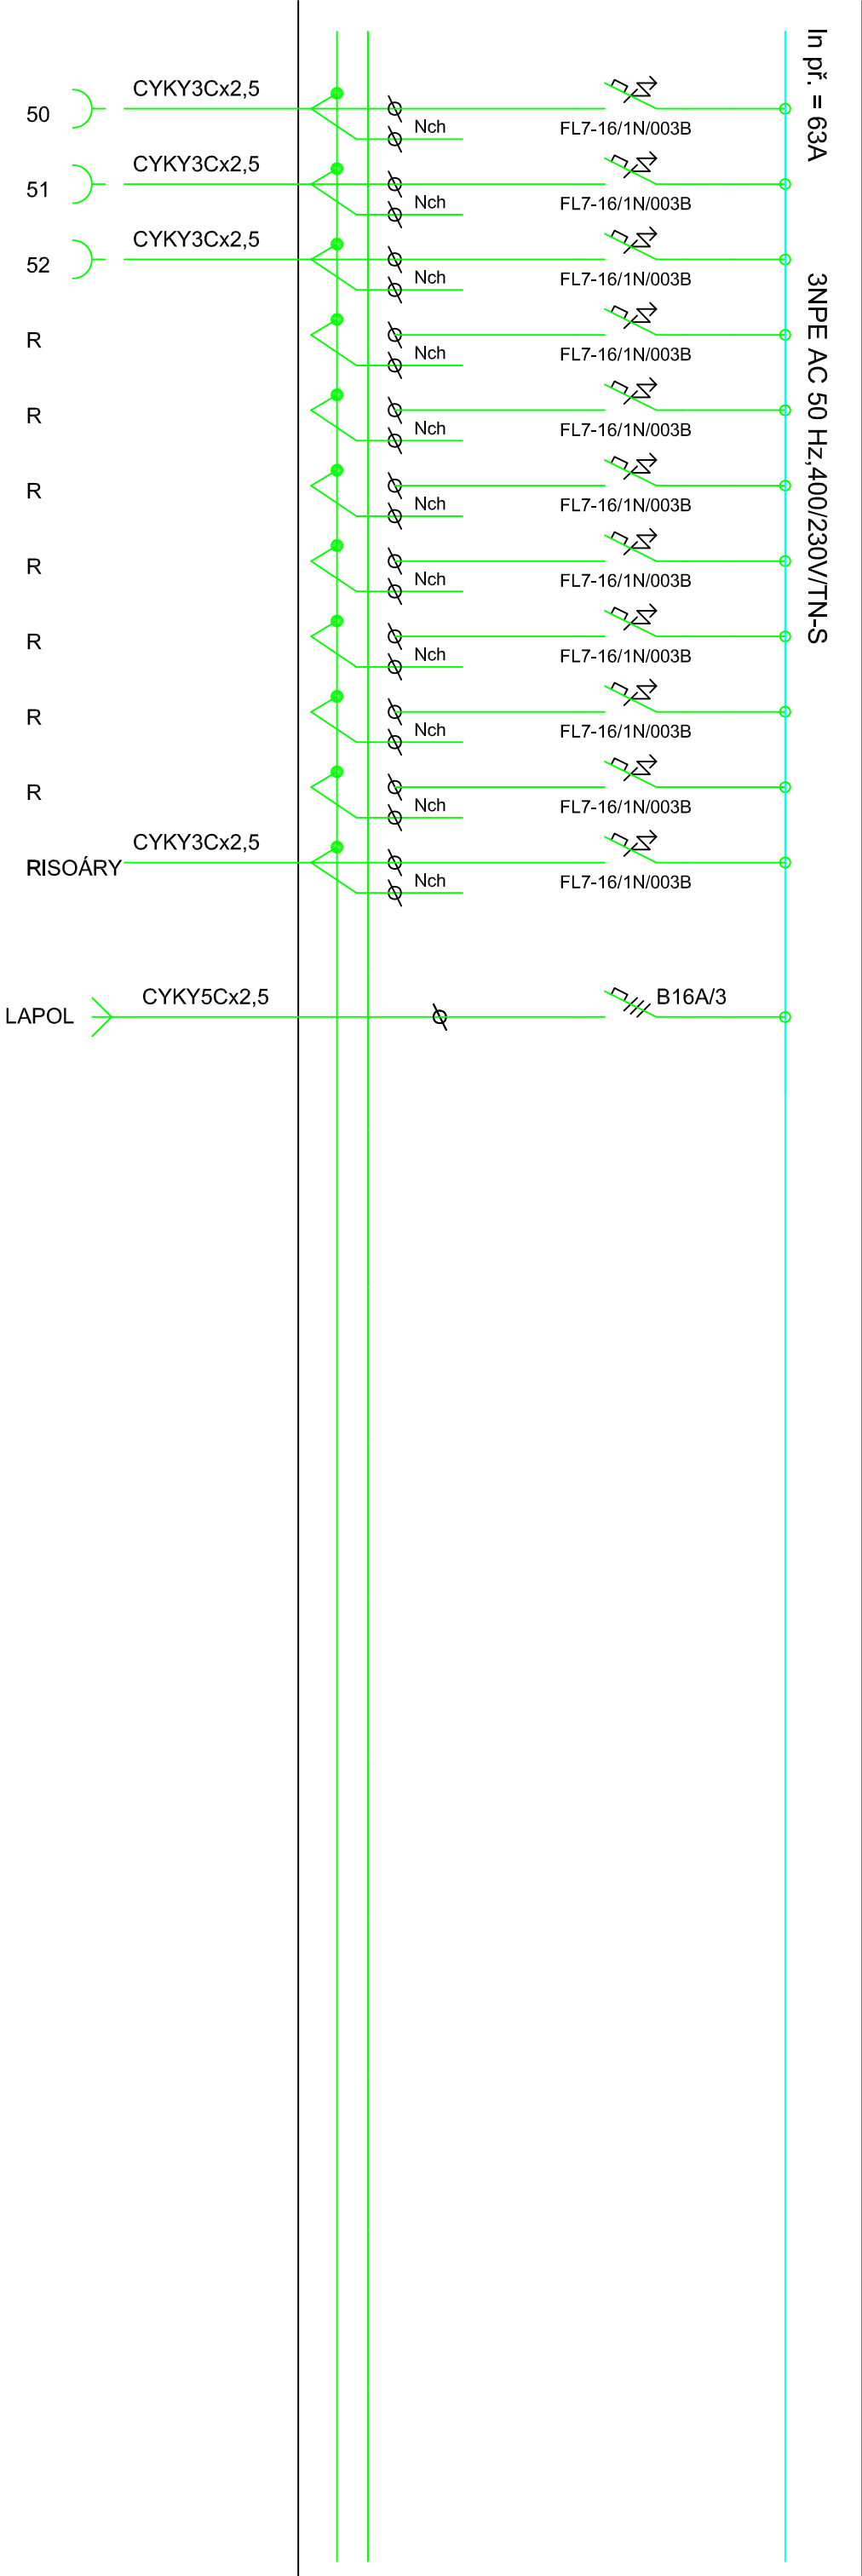 In př. = 63A
3NPE AC 50 Hz,400/230V/TN-S
CYKY3Cx2,5
50
Nch
FL7-16/1N/003B
CYKY3Cx2,5
51
Nch
FL7-16/1N/003B
CYKY3Cx2,5
52
Nch
FL7-16/1N/003B
R
Nch
FL7-16/1N/003B
R
Nch
FL7-16/1N/003B
R
Nch
FL7-16/1N/003B
R
Nch
FL7-16/1N/003B
R
Nch
FL7-16/1N/003B
R
Nch
FL7-16/1N/003B
R
Nch
FL7-16/1N/003B
CYKY3Cx2,5
Nch
FL7-16/1N/003B
CYKY5Cx2,5
B16A/3
LAPOL